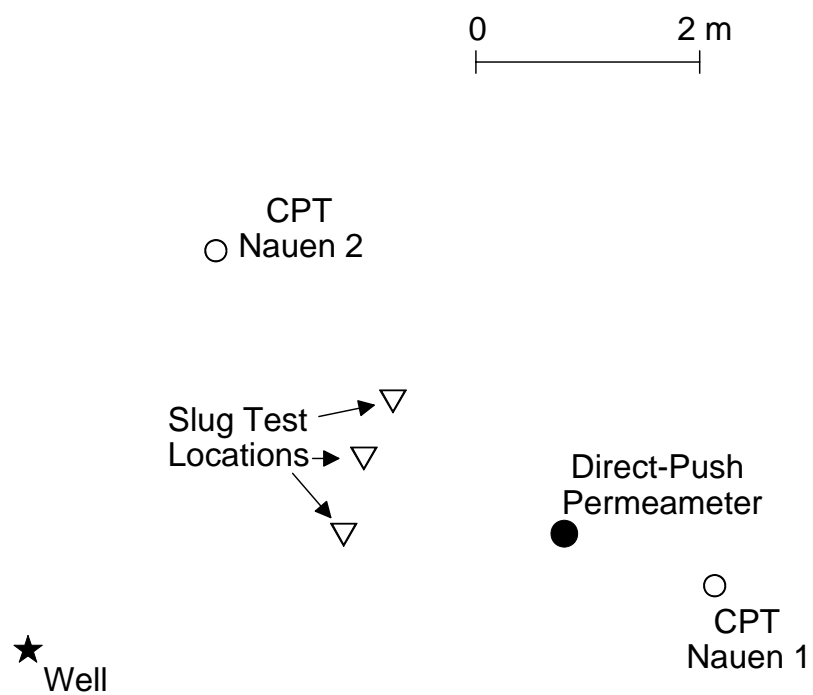 0 2 m
CPT
Nauen 2
Slug Test
Locations
Direct-Push
Permeameter
CPT
Nauen 1
Well